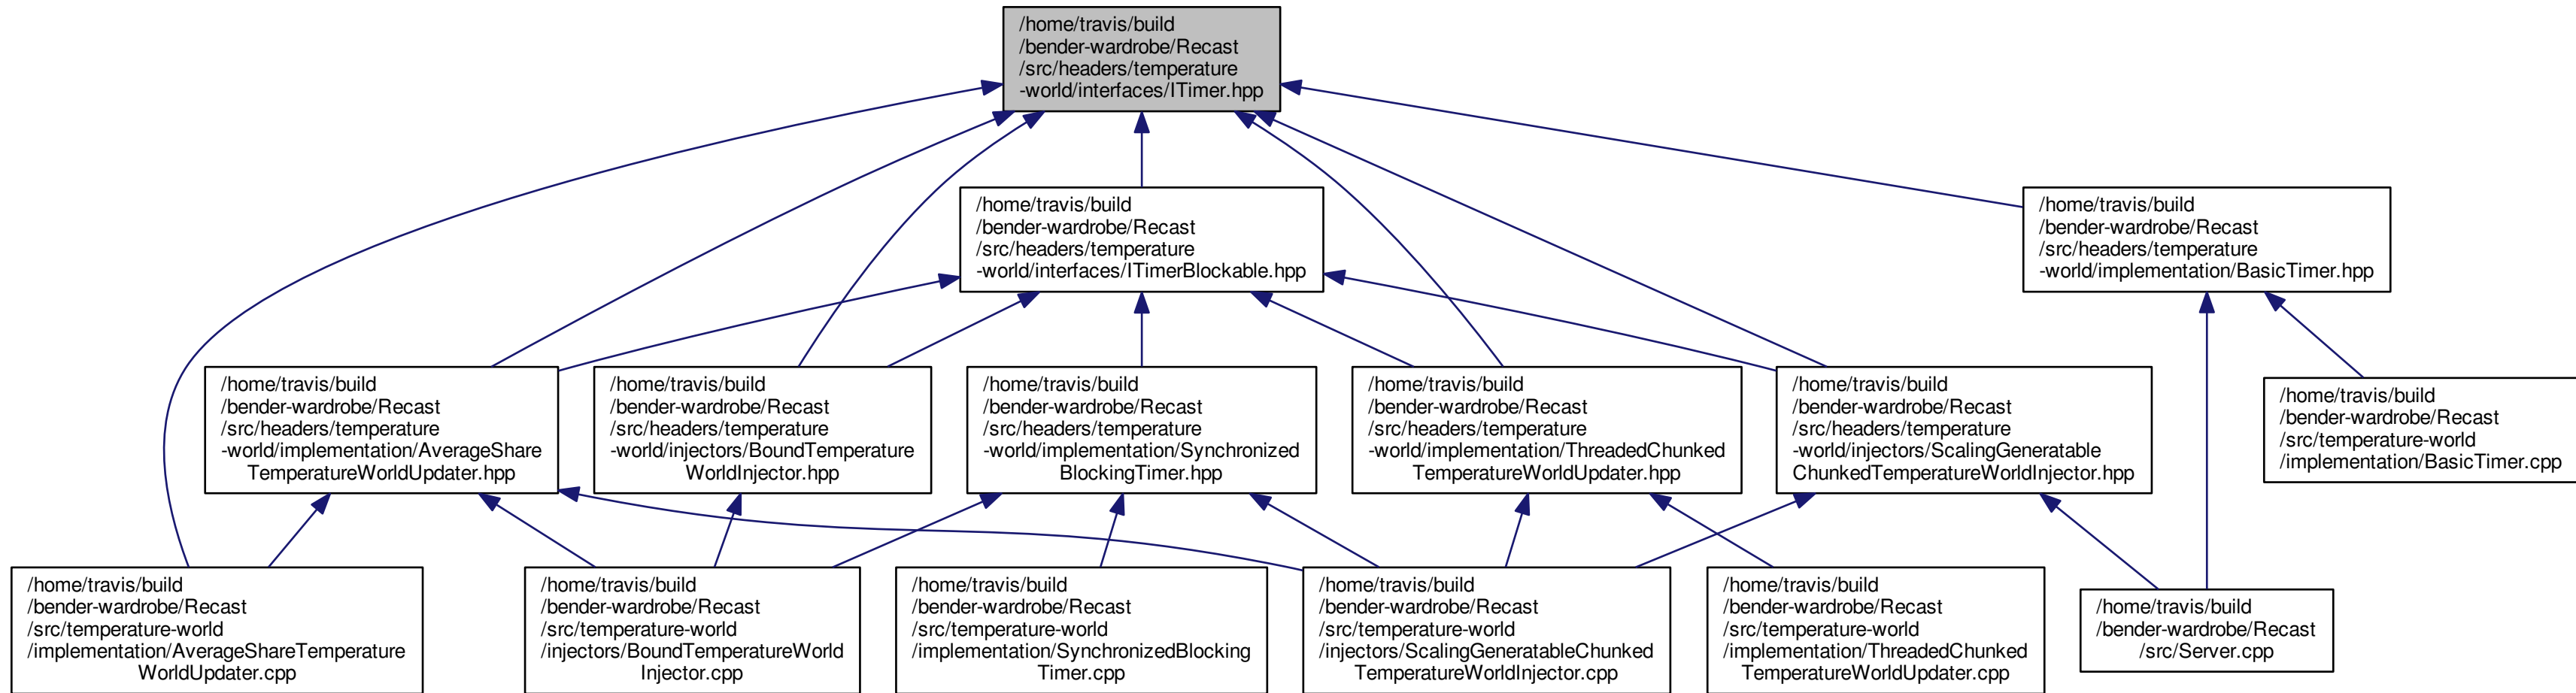 /home/travis/build
/bender-wardrobe/Recast
/src/headers/temperature
-world/interfaces/ITimer.hpp
/home/travis/build
/bender-wardrobe/Recast
/src/headers/temperature
-world/interfaces/ITimerBlockable.hpp
/home/travis/build
/bender-wardrobe/Recast
/src/headers/temperature
-world/implementation/BasicTimer.hpp
/home/travis/build
/bender-wardrobe/Recast
/src/headers/temperature
-world/implementation/AverageShare
TemperatureWorldUpdater.hpp
/home/travis/build
/bender-wardrobe/Recast
/src/headers/temperature
-world/injectors/BoundTemperature
WorldInjector.hpp
/home/travis/build
/bender-wardrobe/Recast
/src/headers/temperature
-world/implementation/Synchronized
BlockingTimer.hpp
/home/travis/build
/bender-wardrobe/Recast
/src/headers/temperature
-world/implementation/ThreadedChunked
TemperatureWorldUpdater.hpp
/home/travis/build
/bender-wardrobe/Recast
/src/headers/temperature
-world/injectors/ScalingGeneratable
ChunkedTemperatureWorldInjector.hpp
/home/travis/build
/bender-wardrobe/Recast
/src/temperature-world
/implementation/BasicTimer.cpp
/home/travis/build
/bender-wardrobe/Recast
/src/temperature-world
/implementation/AverageShareTemperature
WorldUpdater.cpp
/home/travis/build
/bender-wardrobe/Recast
/src/temperature-world
/injectors/BoundTemperatureWorld
Injector.cpp
/home/travis/build
/bender-wardrobe/Recast
/src/temperature-world
/implementation/SynchronizedBlocking
Timer.cpp
/home/travis/build
/bender-wardrobe/Recast
/src/temperature-world
/injectors/ScalingGeneratableChunked
TemperatureWorldInjector.cpp
/home/travis/build
/bender-wardrobe/Recast
/src/temperature-world
/implementation/ThreadedChunked
TemperatureWorldUpdater.cpp
/home/travis/build
/bender-wardrobe/Recast
/src/Server.cpp